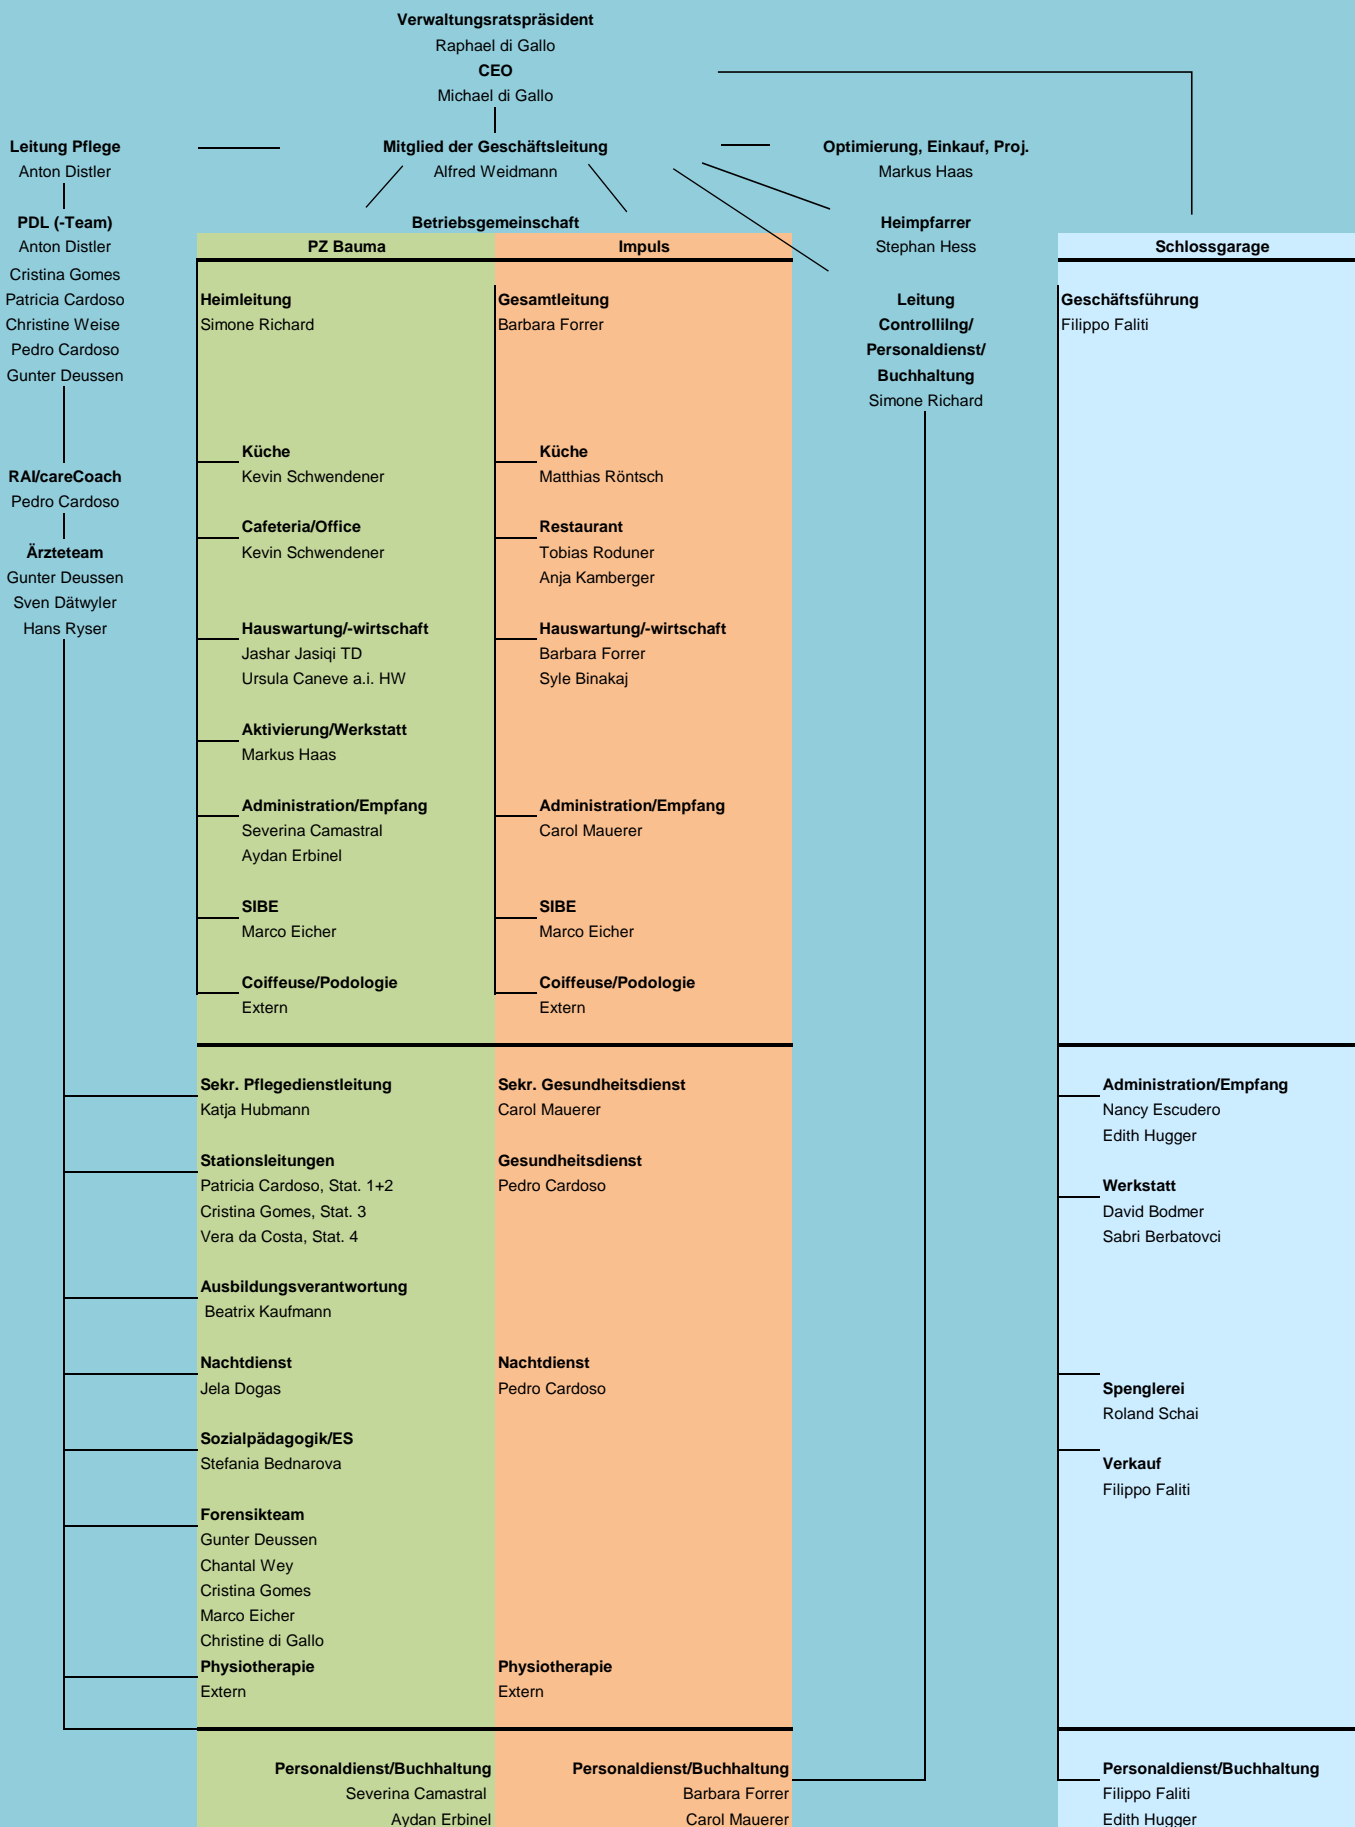 Verwaltungsratspräsident
Raphael di Gallo
CEO
Michael di Gallo
Leitung Pflege
Anton Distler
Mitglied der Geschäftsleitung
Alfred Weidmann
Optimierung, Einkauf, Proj.
Markus Haas
PDL (-Team)
Anton Distler
Cristina Gomes
Patricia Cardoso
Christine Weise
Pedro Cardoso
Gunter Deussen
RAI/careCoach
Pedro Cardoso
Ärzteteam
Gunter Deussen
Sven Dätwyler
Hans Ryser
Betriebsgemeinschaft
PZ Bauma
Heimleitung
Simone Richard
Küche
Kevin Schwendener
Cafeteria/Office
Kevin Schwendener
Hauswartung/-wirtschaft
Jashar Jasiqi TD
Ursula Caneve a.i. HW
Aktivierung/Werkstatt
Markus Haas
Administration/Empfang
Severina Camastral
Aydan Erbinel
SIBE
Marco Eicher
Coiffeuse/Podologie
Extern
Sekr. Pflegedienstleitung
Katja Hubmann
Stationsleitungen
Patricia Cardoso, Stat. 1+2
Cristina Gomes, Stat. 3
Vera da Costa, Stat. 4
Ausbildungsverantwortung
Beatrix Kaufmann
Nachtdienst
Jela Dogas
Sozialpädagogik/ES
Stefania Bednarova
Forensikteam
Gunter Deussen
Chantal Wey
Cristina Gomes
Marco Eicher
Christine di Gallo
Physiotherapie
Extern
Personaldienst/Buchhaltung
Severina Camastral
Aydan Erbinel
Impuls
Gesamtleitung
Barbara Forrer
Küche
Matthias Röntsch
Restaurant
Tobias Roduner
Anja Kamberger
Hauswartung/-wirtschaft
Barbara Forrer
Syle Binakaj
Administration/Empfang
Carol Mauerer
SIBE
Marco Eicher
Coiffeuse/Podologie
Extern
Sekr. Gesundheitsdienst
Carol Mauerer
Gesundheitsdienst
Pedro Cardoso
Nachtdienst
Pedro Cardoso
Physiotherapie
Extern
Personaldienst/Buchhaltung
Barbara Forrer
Carol Mauerer
Heimpfarrer
Stephan Hess
Leitung
Controllilng/
Personaldienst/
Buchhaltung
Simone Richard
Schlossgarage
Geschäftsführung
Filippo Faliti
Administration/Empfang
Nancy Escudero
Edith Hugger
Werkstatt
David Bodmer
Sabri Berbatovci
Spenglerei
Roland Schai
Verkauf
Filippo Faliti
Personaldienst/Buchhaltung
Filippo Faliti
Edith Hugger